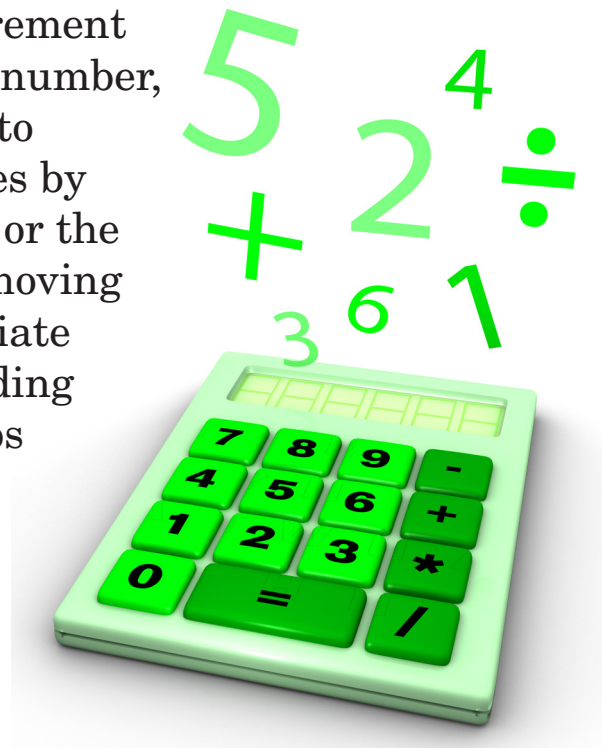 rement
number,
to
es by
or the
noving
iate
ding
os
5
4
2
÷
+
3 6 1
7 8 9 -
4 5 6 +
1 2 3 *
0 = /